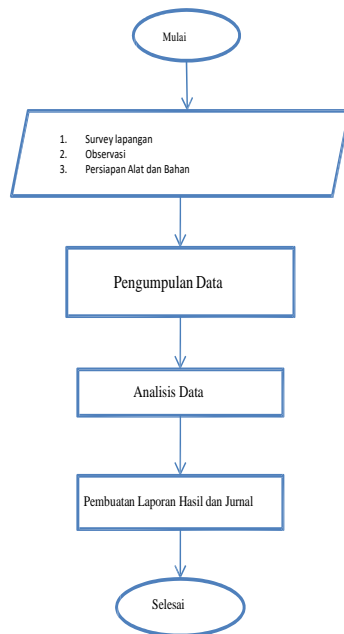 Mulai
1. Survey lapangan
2. Observasi
3. Persiapan Alat dan Bahan
Pengumpulan Data
Analisis Data
Pembuatan Laporan Hasil dan Jurnal
Selesai